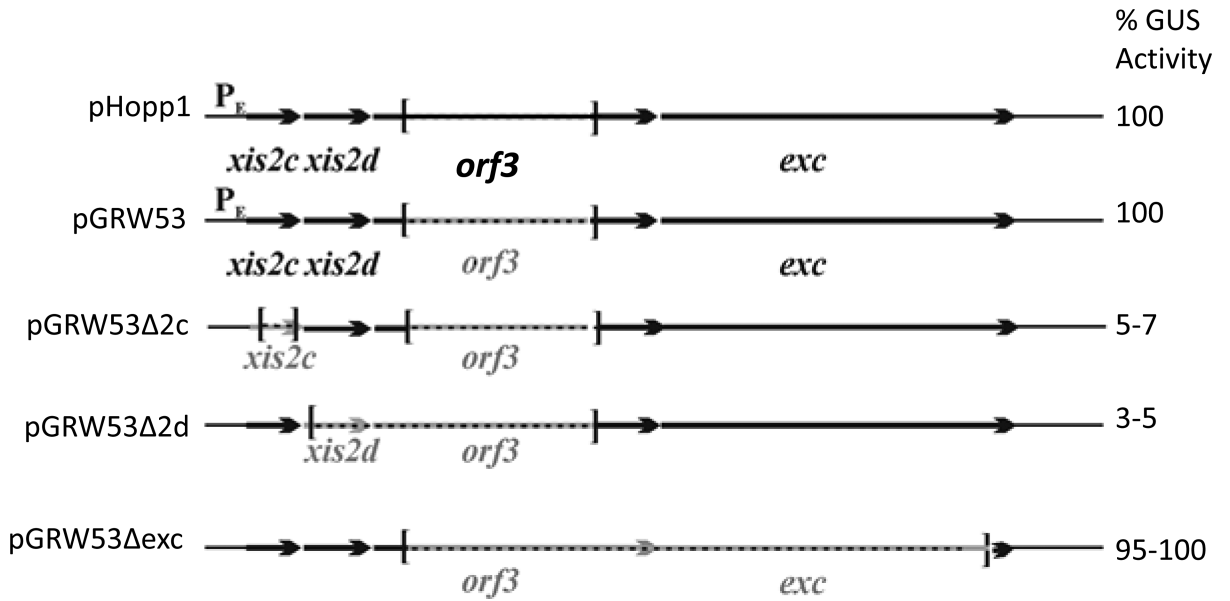 % GUS
Activity
pHopp1 P_E 100
xis2c xis2d orf3 exc
pGRW53 P_E 100
xis2c xis2d orf3 exc
pGRW53Δ2c 5-7
xis2c orf3
pGRW53Δ2d 3-5
xis2d orf3
pGRW53Δexc 95-100
orf3 exc